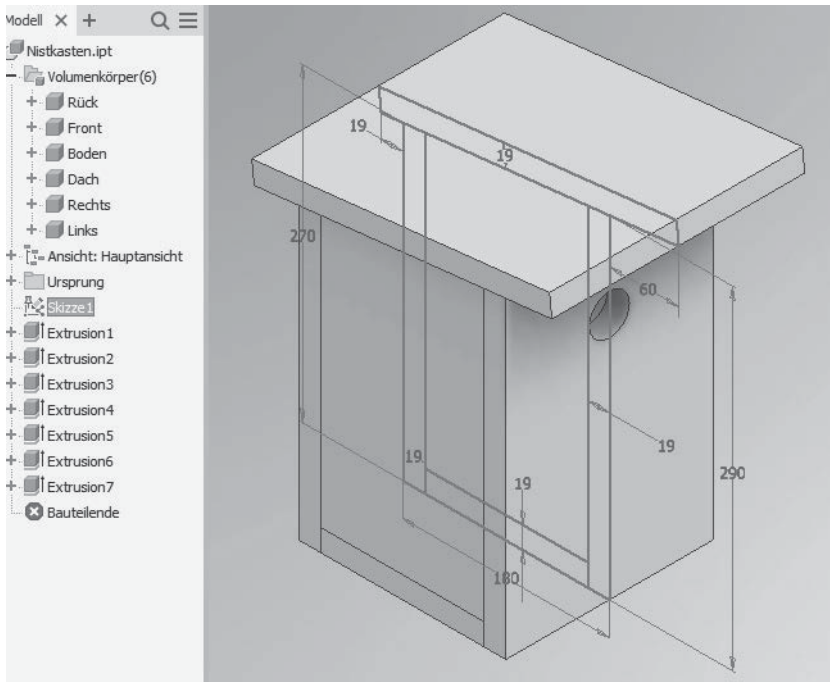 Modell × +
Nistkasten.ipt
Volumenkörper(6)
Rück
Front
Boden
Dach
Rechts
Links
Ansicht: Hauptansicht
Ursprung
Skizze1
Extrusion1
Extrusion2
Extrusion3
Extrusion4
Extrusion5
Extrusion6
Extrusion7
Bauteilende
19
19
270
60
19
19
19
290
180